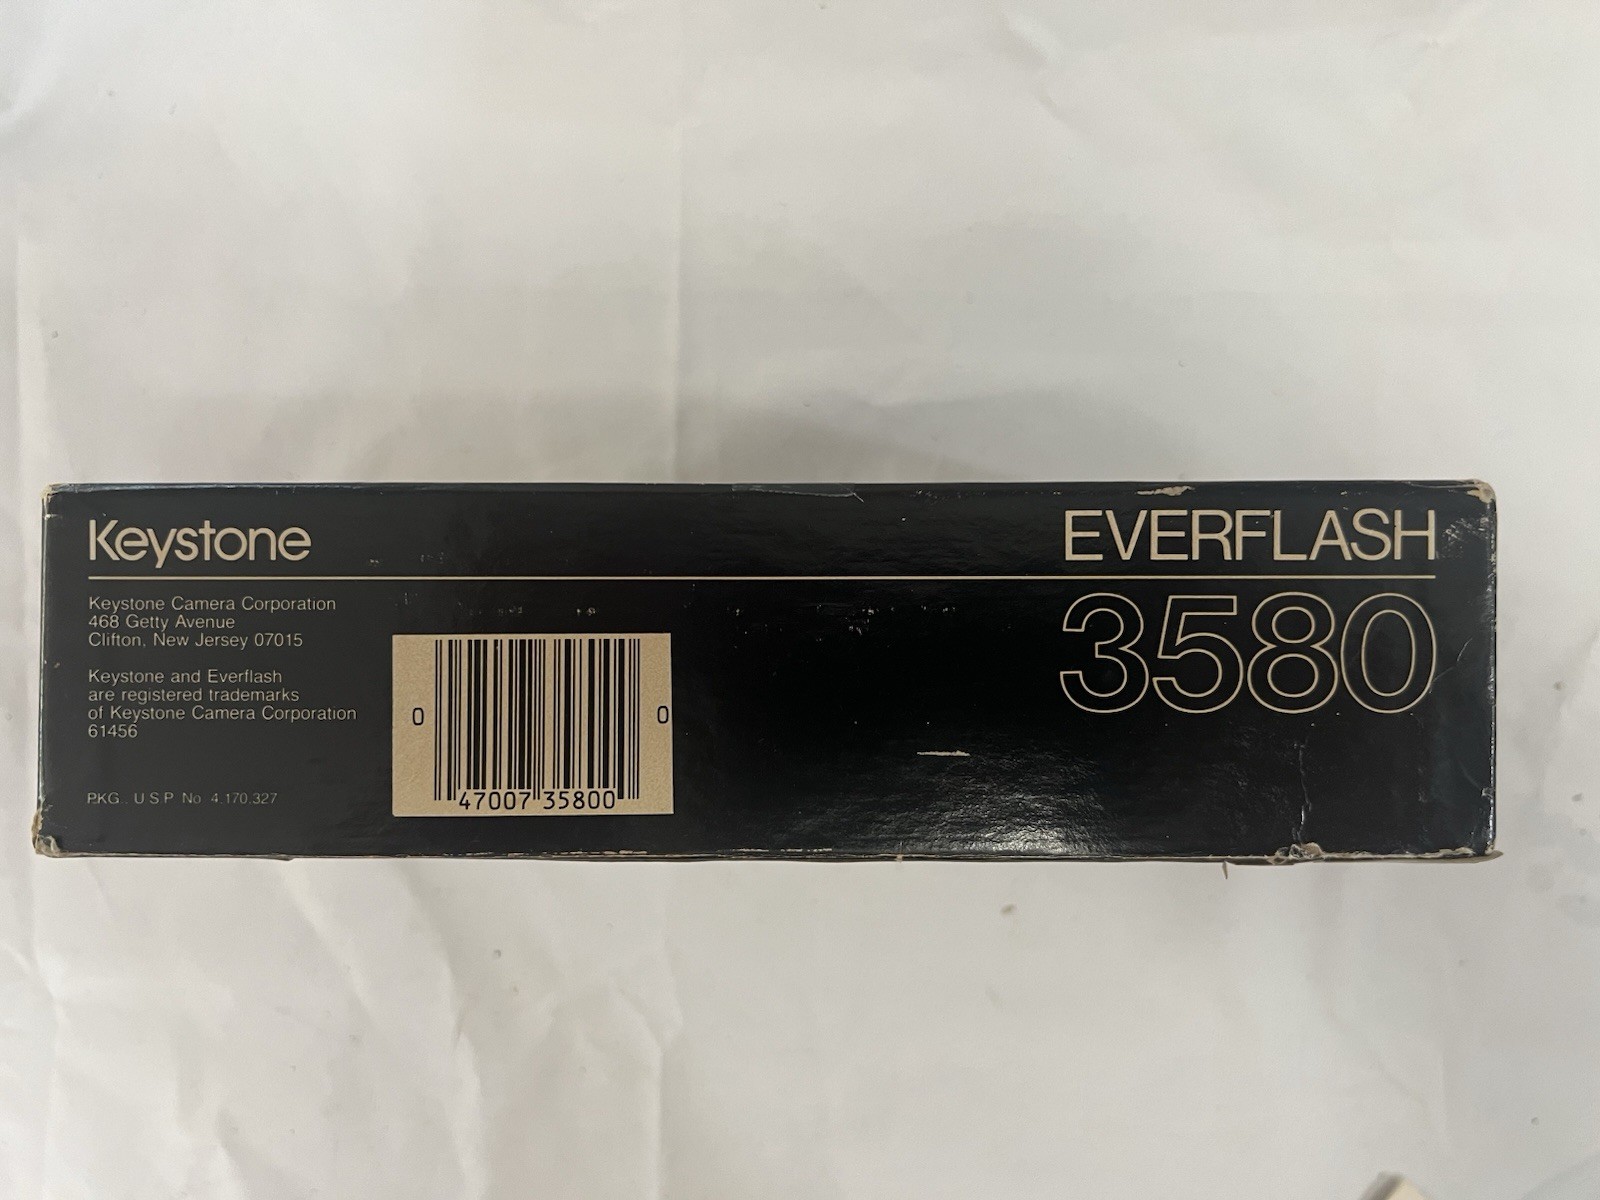 Keystone
EVERFLASH
3580
Keystone Camera Corporation
468 Getty Avenue
Clifton, New Jersey 07015
Keystone and Everflash
are registered trademarks
of Keystone Camera Corporation
61456
PKG. U S P No 4,170,327
0 47007 35800 0